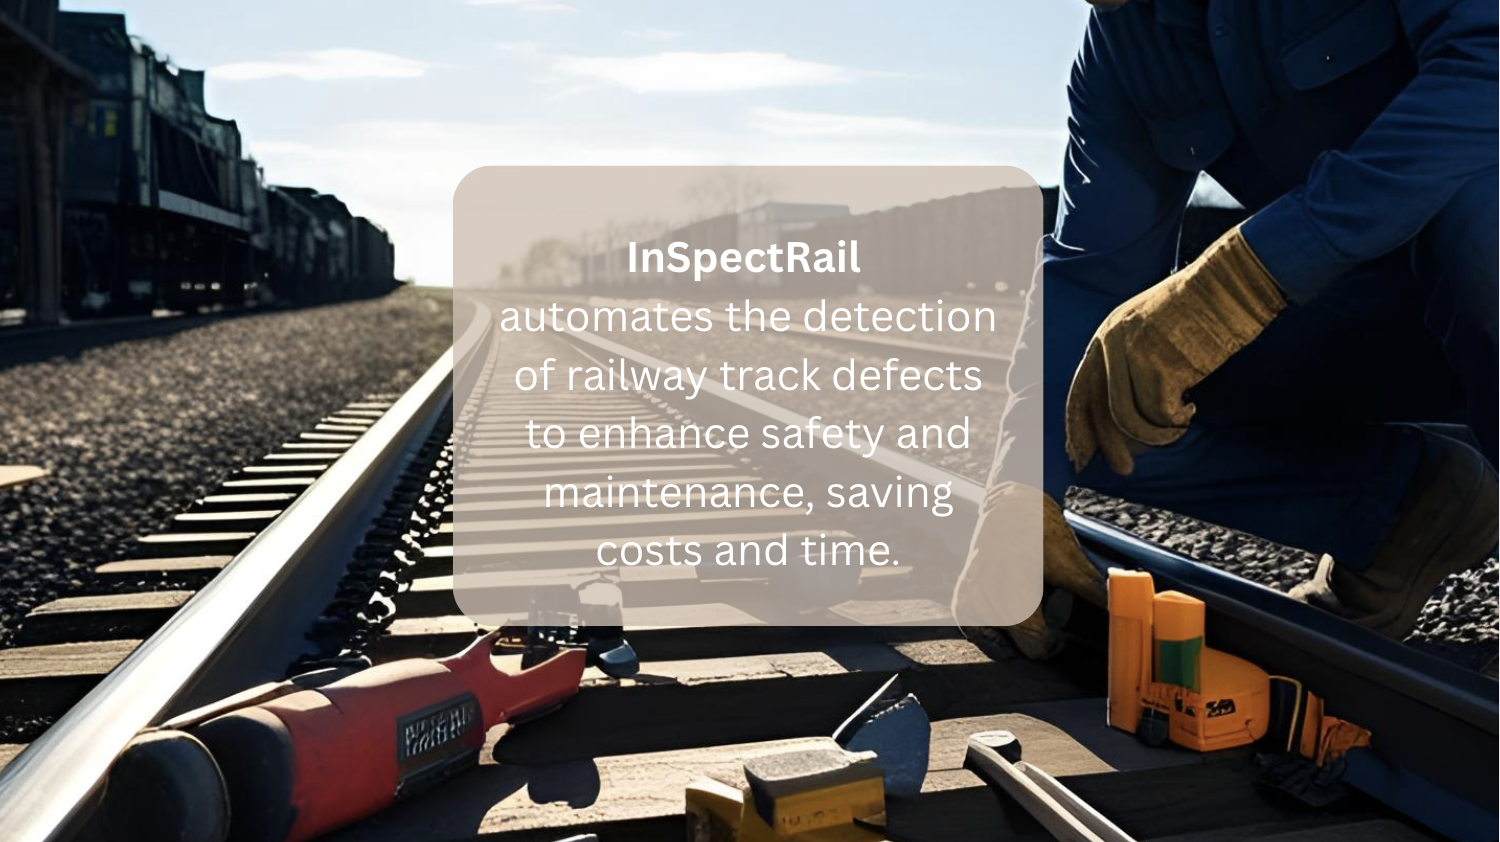 InSpectRail
automates the detection
of railway track defects
to enhance safety and
maintenance, saving
costs and time.